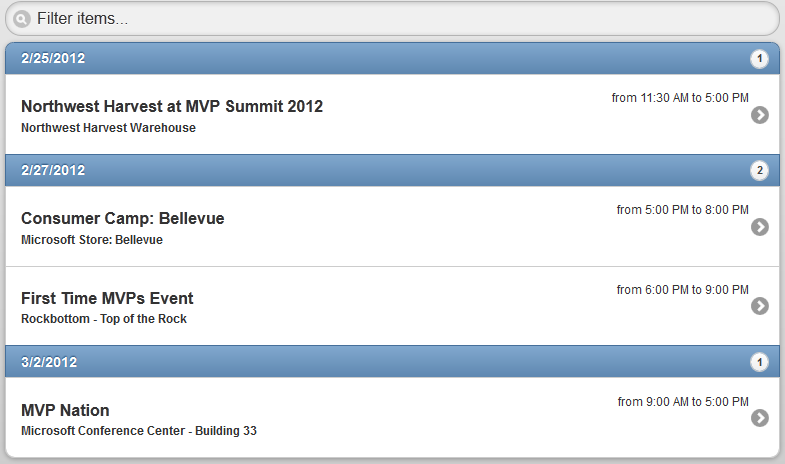 Filter items...
2/25/2012 1
Northwest Harvest at MVP Summit 2012 from 11:30 AM to 5:00 PM
Northwest Harvest Warehouse
2/27/2012 2
Consumer Camp: Bellevue from 5:00 PM to 8:00 PM
Microsoft Store: Bellevue
First Time MVPs Event from 6:00 PM to 9:00 PM
Rockbottom - Top of the Rock
3/2/2012 1
MVP Nation from 9:00 AM to 5:00 PM
Microsoft Conference Center - Building 33